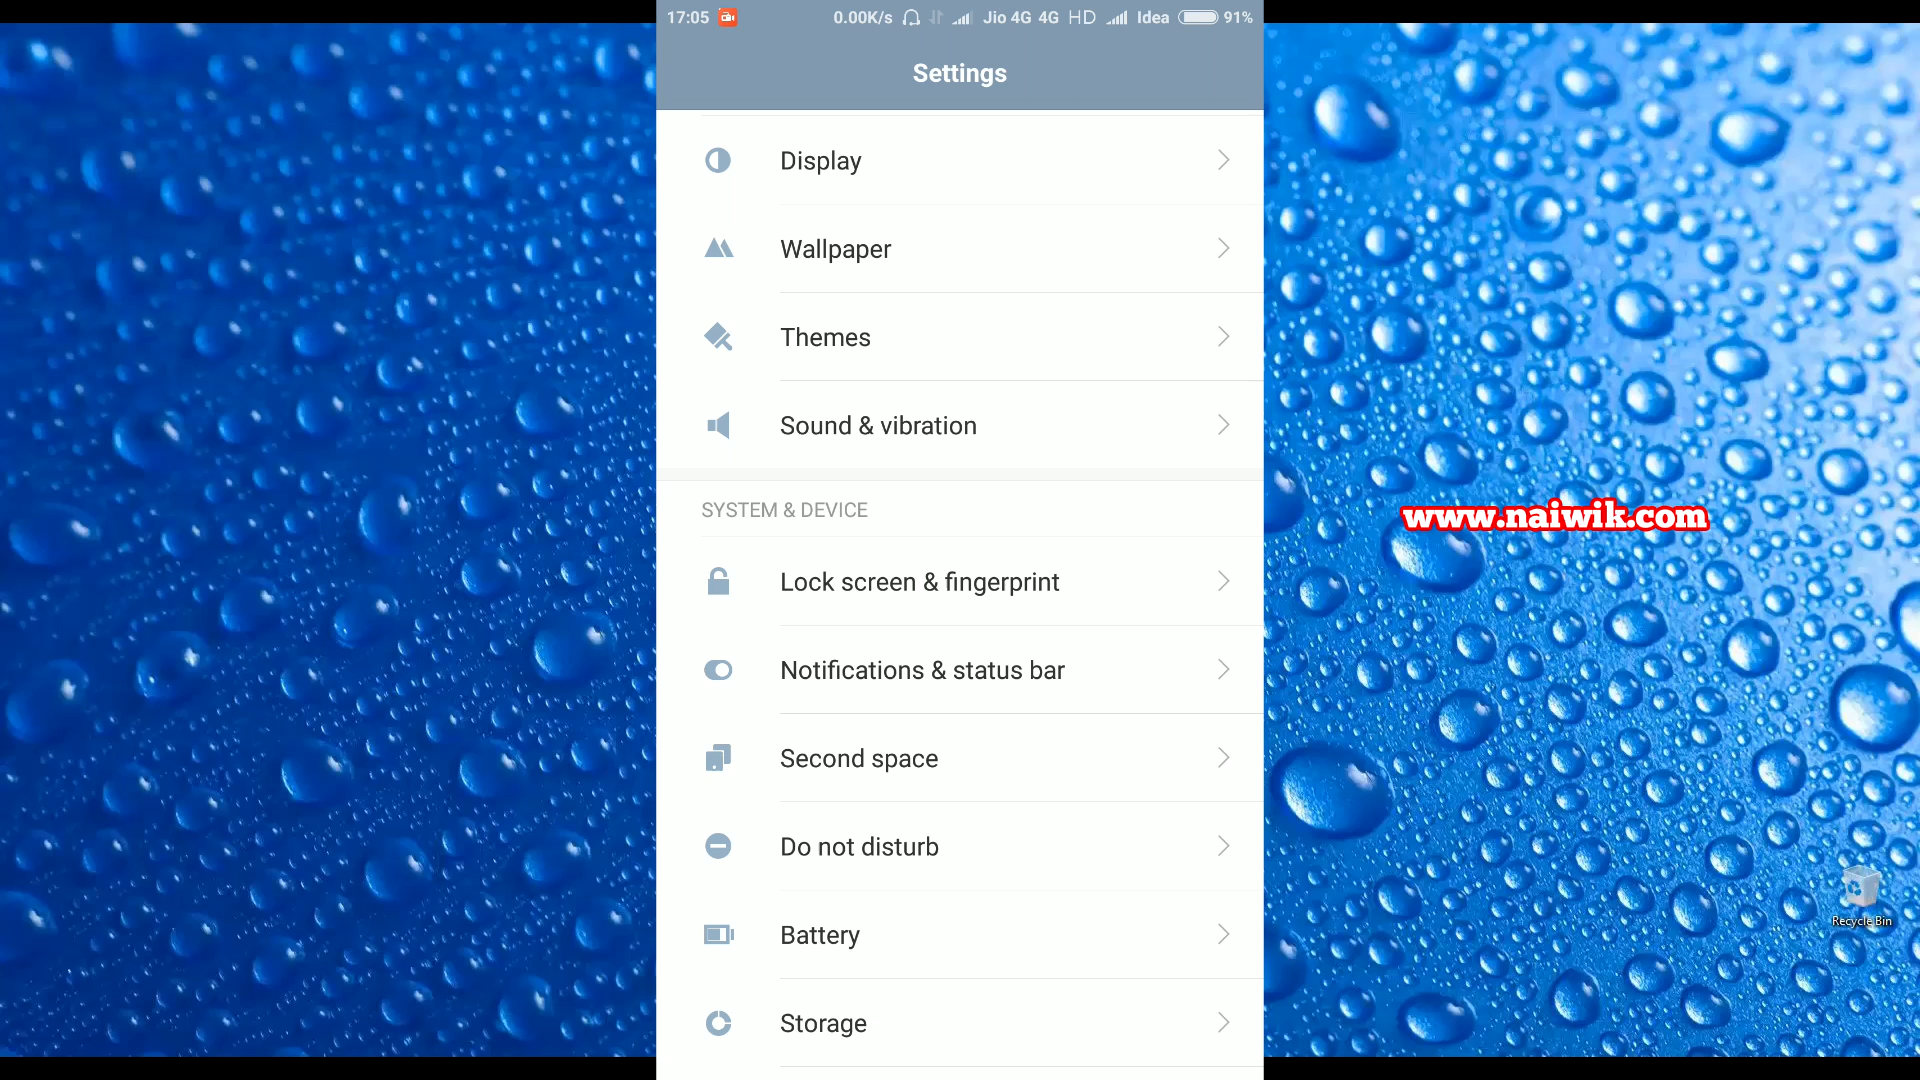 17:05 0.00K/s Jio 4G 4G HD Idea 91%
Settings
Display
Wallpaper
Themes
Sound & vibration
SYSTEM & DEVICE
Lock screen & fingerprint
Notifications & status bar
Second space
Do not disturb
Battery
Storage
www.naiwik.com
Recycle Bin